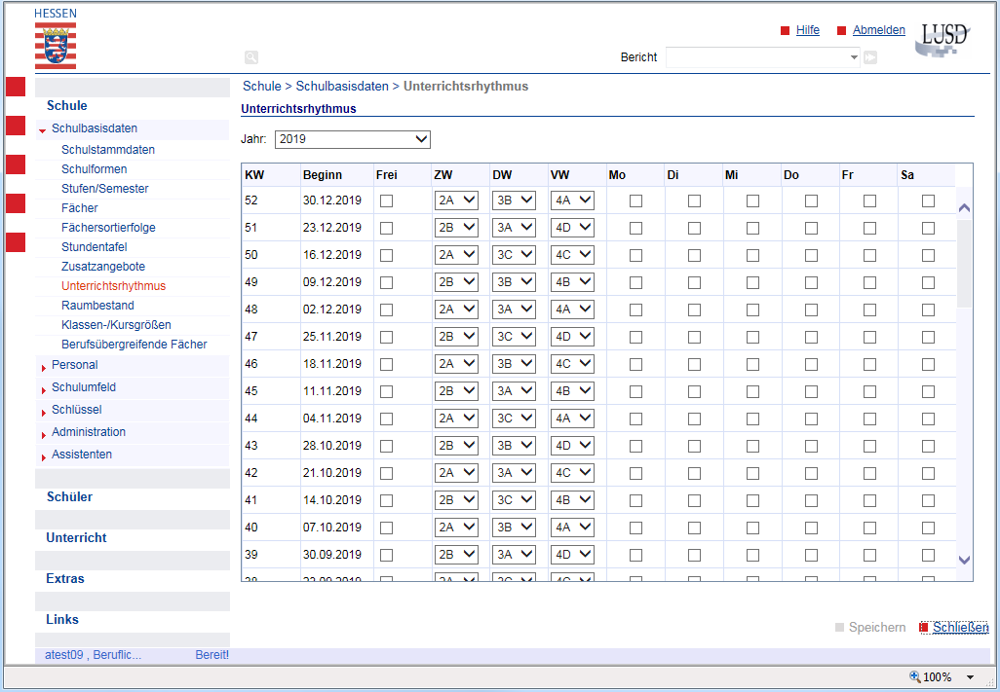 HESSEN
Hilfe Abmelden LUSD
Bericht
Schule > Schulbasisdaten > Unterrichtsrhythmus
Unterrichtsrhythmus
Jahr: 2019
Schule
Schulbasisdaten
Schulstammdaten
Schulformen
Stufen/Semester
Fächer
Fächersortierfolge
Stundentafel
Zusatzangebote
Unterrichtsrhythmus
Raumbestand
Klassen-/Kursgrößen
Berufsübergreifende Fächer
Personal
Schulumfeld
Schlüssel
Administration
Assistenten
Schüler
Unterricht
Extras
Links
KW Beginn Frei ZW DW VW Mo Di Mi Do Fr Sa
52 30.12.2019 2A 3B 4A
51 23.12.2019 2B 3A 4D
50 16.12.2019 2A 3C 4C
49 09.12.2019 2B 3B 4B
48 02.12.2019 2A 3A 4A
47 25.11.2019 2B 3C 4D
46 18.11.2019 2A 3B 4C
45 11.11.2019 2B 3A 4B
44 04.11.2019 2A 3C 4A
43 28.10.2019 2B 3B 4D
42 21.10.2019 2A 3A 4C
41 14.10.2019 2B 3C 4B
40 07.10.2019 2A 3B 4A
39 30.09.2019 2B 3A 4D
38 23.09.2019 2A 3C 4C
Speichern Schließen
atest09 , Beruflic... Bereit!
100%